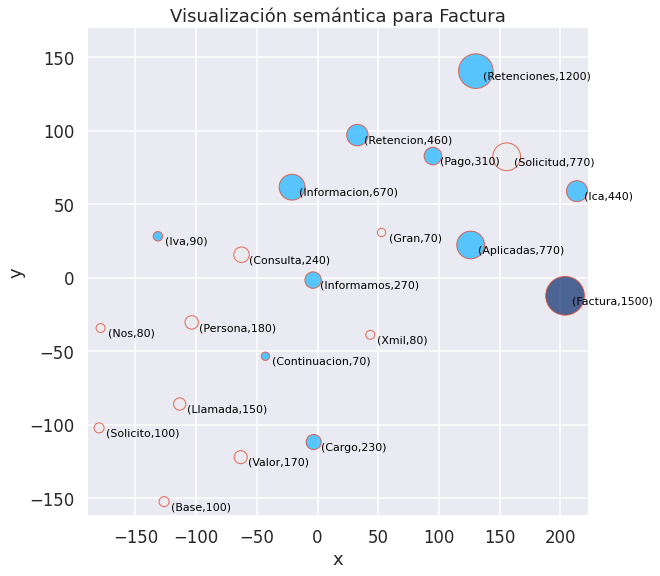 Visualización semántica para Factura
150
100
50
0
−50
−100
−150
y
(Retenciones,1200)
(Retencion,460)
(Pago,310)
(Solicitud,770)
(Informacion,670)
(Ica,440)
(Iva,90)
(Gran,70)
(Consulta,240)
(Aplicadas,770)
(Informamos,270)
(Factura,1500)
(Nos,80)
(Persona,180)
(Xmil,80)
(Continuacion,70)
(Llamada,150)
(Solicito,100)
(Cargo,230)
(Valor,170)
(Base,100)
−150 −100 −50 0 50 100 150 200
x